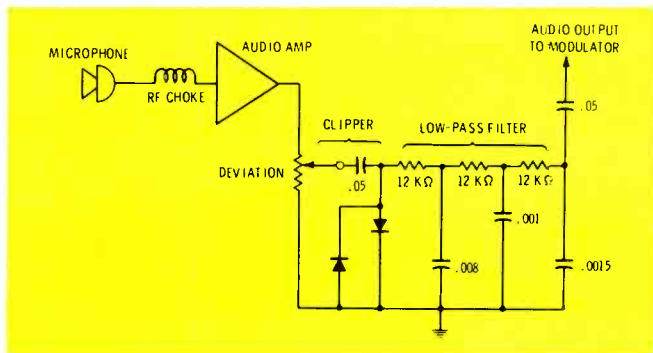 AUDIO OUTPUT
TO MODULATOR
AUDIO AMP
MICROPHONE
RF CHOKE
.05
CLIPPER
LOW-PASS FILTER
DEVIATION
.05
12 KΩ
12 KΩ
12 KΩ
.001
.008
.0015